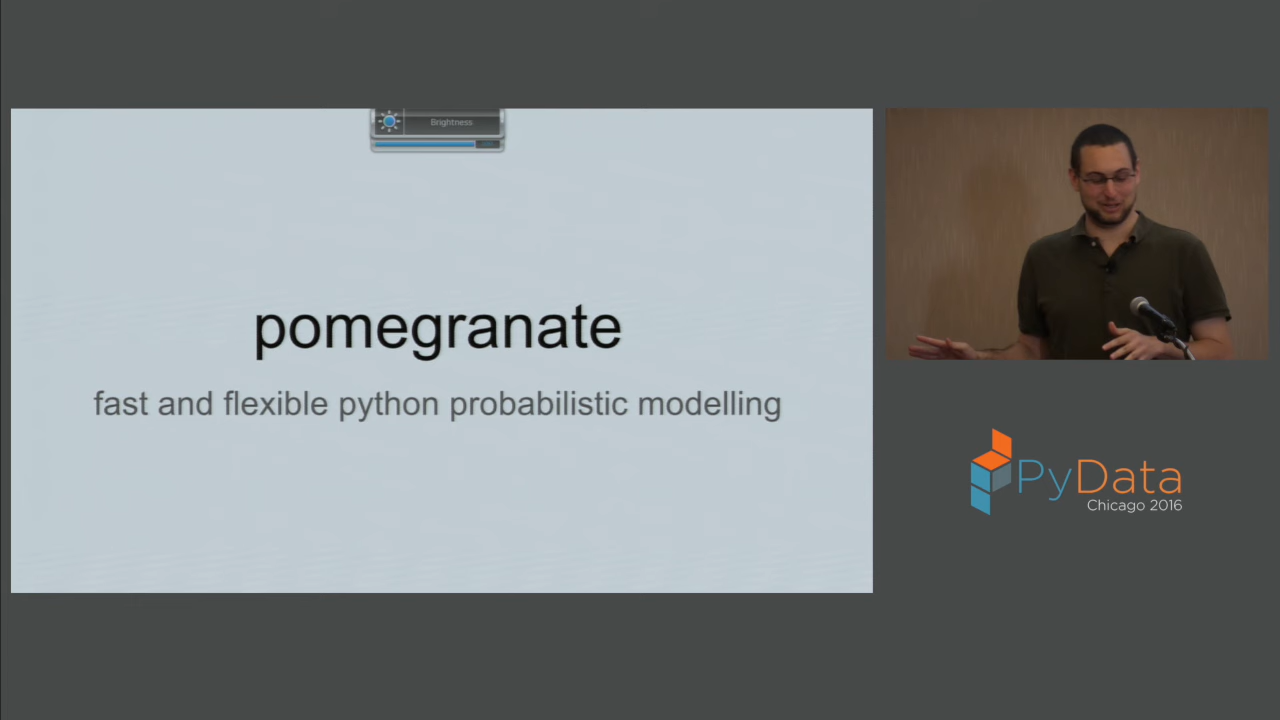 Brightness
pomegranate
fast and flexible python probabilistic modelling
PyData
Chicago 2016